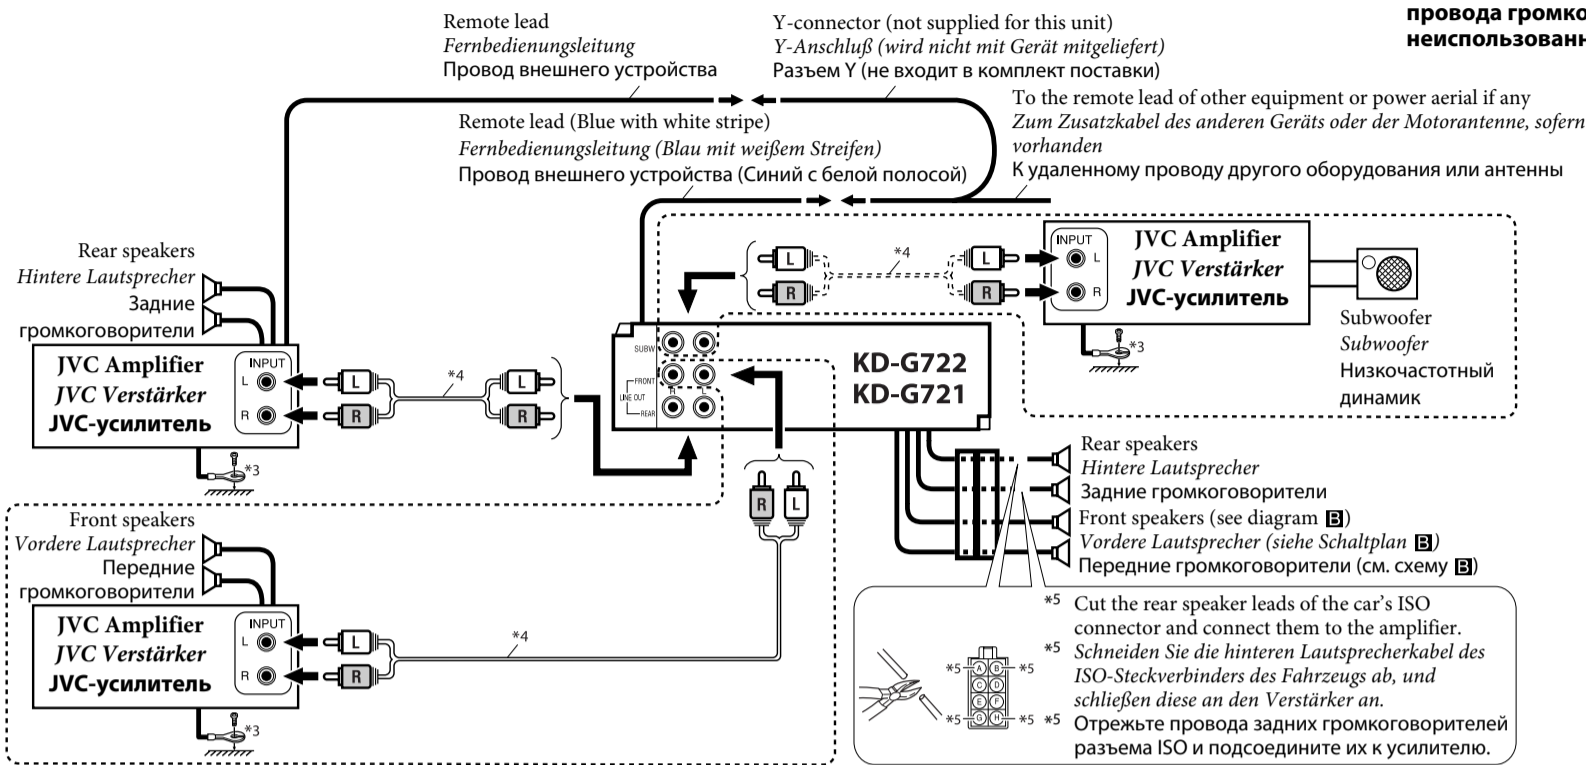 провода громко
неиспользованн
Remote lead
Fernbedienungsleitung
Провод внешнего устройства
Y-connector (not supplied for this unit)
Y-Anschluß (wird nicht mit Gerät mitgeliefert)
Разъем Y (не входит в комплект поставки)
To the remote lead of other equipment or power aerial if any
Zum Zusatzkabel des anderen Geräts oder der Motorantenne, sofern
vorhanden
К удаленному проводу другого оборудования или антенны
Remote lead (Blue with white stripe)
Fernbedienungsleitung (Blau mit weißem Streifen)
Провод внешнего устройства (Синий с белой полосой)
Rear speakers
Hintere Lautsprecher
Задние
громкоговорители
JVC Amplifier
JVC Verstärker
JVC-усилитель
INPUT
L
R
*3
L
R
*4
L
R
L
R
*4
L
R
INPUT
L
R
JVC Amplifier
JVC Verstärker
JVC-усилитель
*3
Subwoofer
Subwoofer
Низкочастотный
динамик
SUBW
FRONT
LINE OUT
REAR
R
L
KD-G722
KD-G721
R
L
Rear speakers
Hintere Lautsprecher
Задние громкоговорители
Front speakers (see diagram B)
Vordere Lautsprecher (siehe Schaltplan B)
Передние громкоговорители (см. схему B)
Front speakers
Vordere Lautsprecher
Передние
громкоговорители
JVC Amplifier
JVC Verstärker
JVC-усилитель
INPUT
L
R
*3
L
R
*4
*5 Cut the rear speaker leads of the car's ISO
connector and connect them to the amplifier.
*5 Schneiden Sie die hinteren Lautsprecherkabel des
ISO-Steckverbinders des Fahrzeugs ab, und
schließen diese an den Verstärker an.
*5 Отрежьте провода задних громкоговорителей
разъема ISO и подсоедините их к усилителю.
*5 A B *5
C D
E F
*5 G H *5